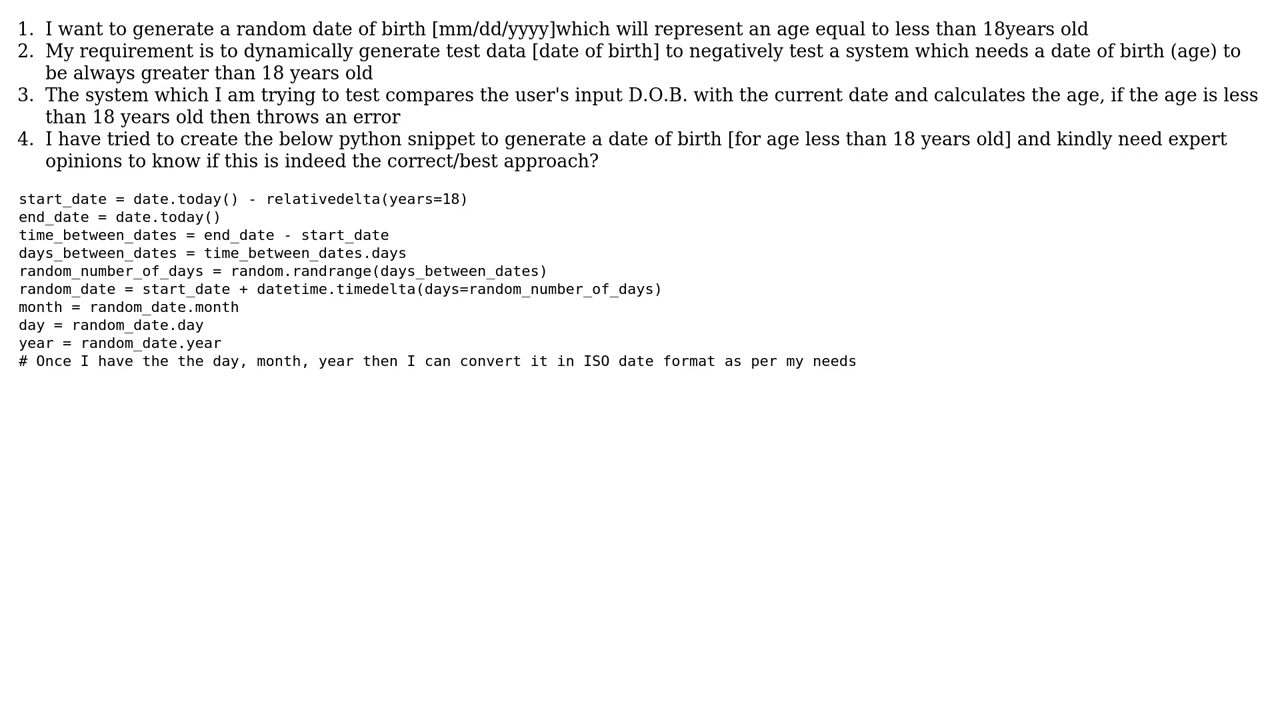 1. I want to generate a random date of birth [mm/dd/yyyy]which will represent an age equal to less than 18years old
2. My requirement is to dynamically generate test data [date of birth] to negatively test a system which needs a date of birth (age) to
be always greater than 18 years old
3. The system which I am trying to test compares the user's input D.O.B. with the current date and calculates the age, if the age is less
than 18 years old then throws an error
4. I have tried to create the below python snippet to generate a date of birth [for age less than 18 years old] and kindly need expert
opinions to know if this is indeed the correct/best approach?
start_date = date.today() - relativedelta(years=18)
end_date = date.today()
time_between_dates = end_date - start_date
days_between_dates = time_between_dates.days
random_number_of_days = random.randrange(days_between_dates)
random_date = start_date + datetime.timedelta(days=random_number_of_days)
month = random_date.month
day = random_date.day
year = random_date.year
# Once I have the the day, month, year then I can convert it in ISO date format as per my needs